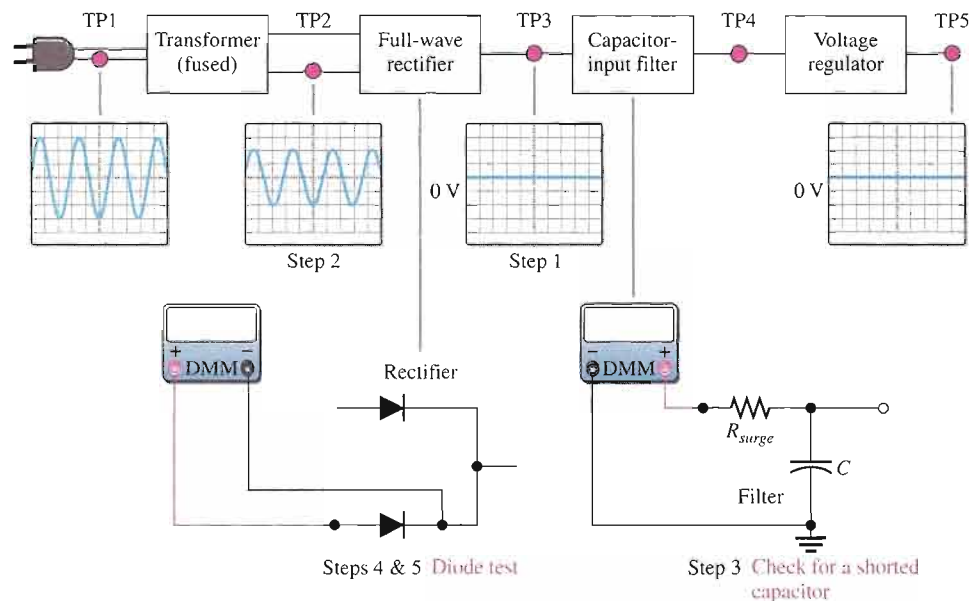 TP1
TP2
TP3
TP4
TP5
Transformer
(fused)
Full-wave
rectifier
Capacitor-
input filter
Voltage
regulator
0 V
0 V
Step 2
Step 1
+ −
DMM
Rectifier
− +
DMM
Rsurge
C
Filter
Steps 4 & 5 Diode test
Step 3 Check for a shorted
capacitor